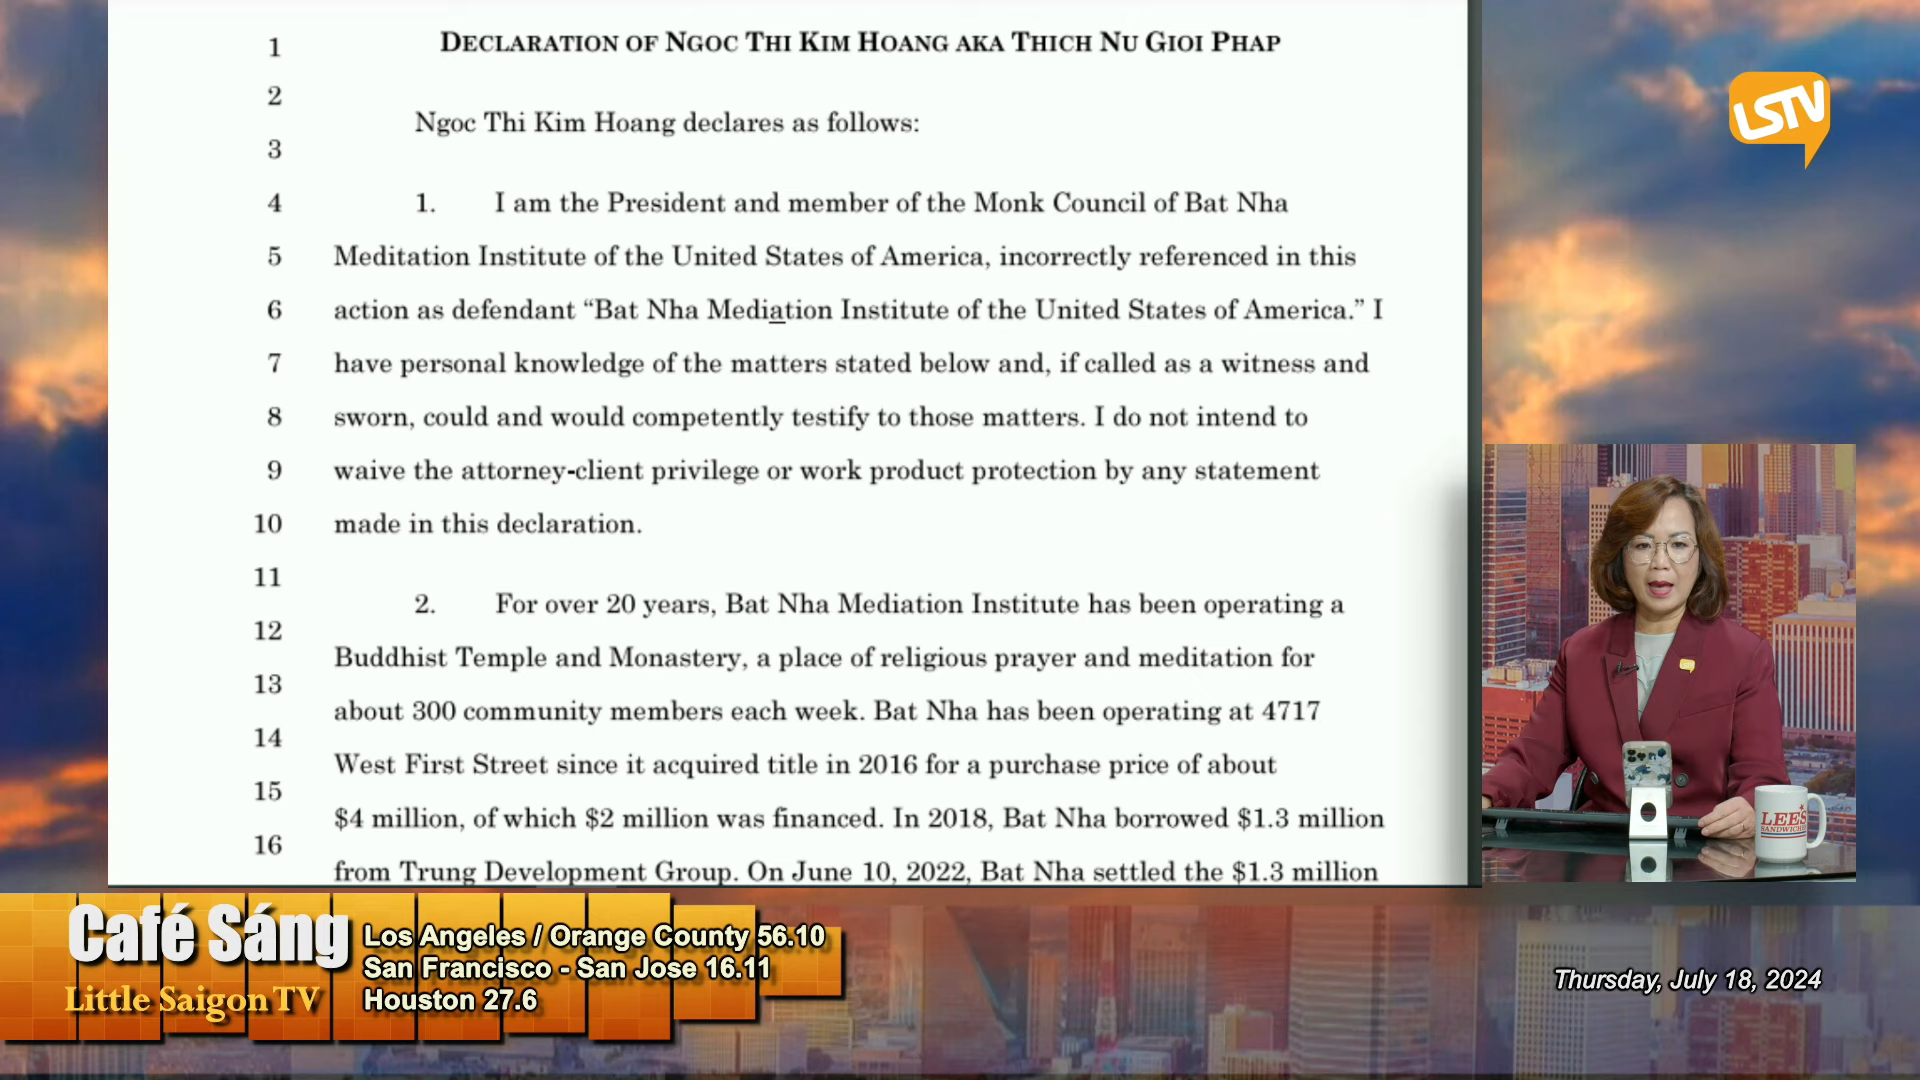 DECLARATION OF NGOC THI KIM HOANG AKA THICH NU GIOI PHAP
Ngoc Thi Kim Hoang declares as follows:
1. I am the President and member of the Monk Council of Bat Nha
Meditation Institute of the United States of America, incorrectly referenced in this
action as defendant “Bat Nha Mediation Institute of the United States of America.” I
have personal knowledge of the matters stated below and, if called as a witness and
sworn, could and would competently testify to those matters. I do not intend to
waive the attorney-client privilege or work product protection by any statement
made in this declaration.
2. For over 20 years, Bat Nha Mediation Institute has been operating a
Buddhist Temple and Monastery, a place of religious prayer and meditation for
about 300 community members each week. Bat Nha has been operating at 4717
West First Street since it acquired title in 2016 for a purchase price of about
$4 million, of which $2 million was financed. In 2018, Bat Nha borrowed $1.3 million
from Trung Development Group. On June 10, 2022, Bat Nha settled the $1.3 million
1
2
3
4
5
6
7
8
9
10
11
12
13
14
15
16
LSTV
LEE'S
SANDWICHES
Café Sáng
Little Saigon TV
Los Angeles / Orange County 56.10
San Francisco - San Jose 16.11
Houston 27.6
Thursday, July 18, 2024